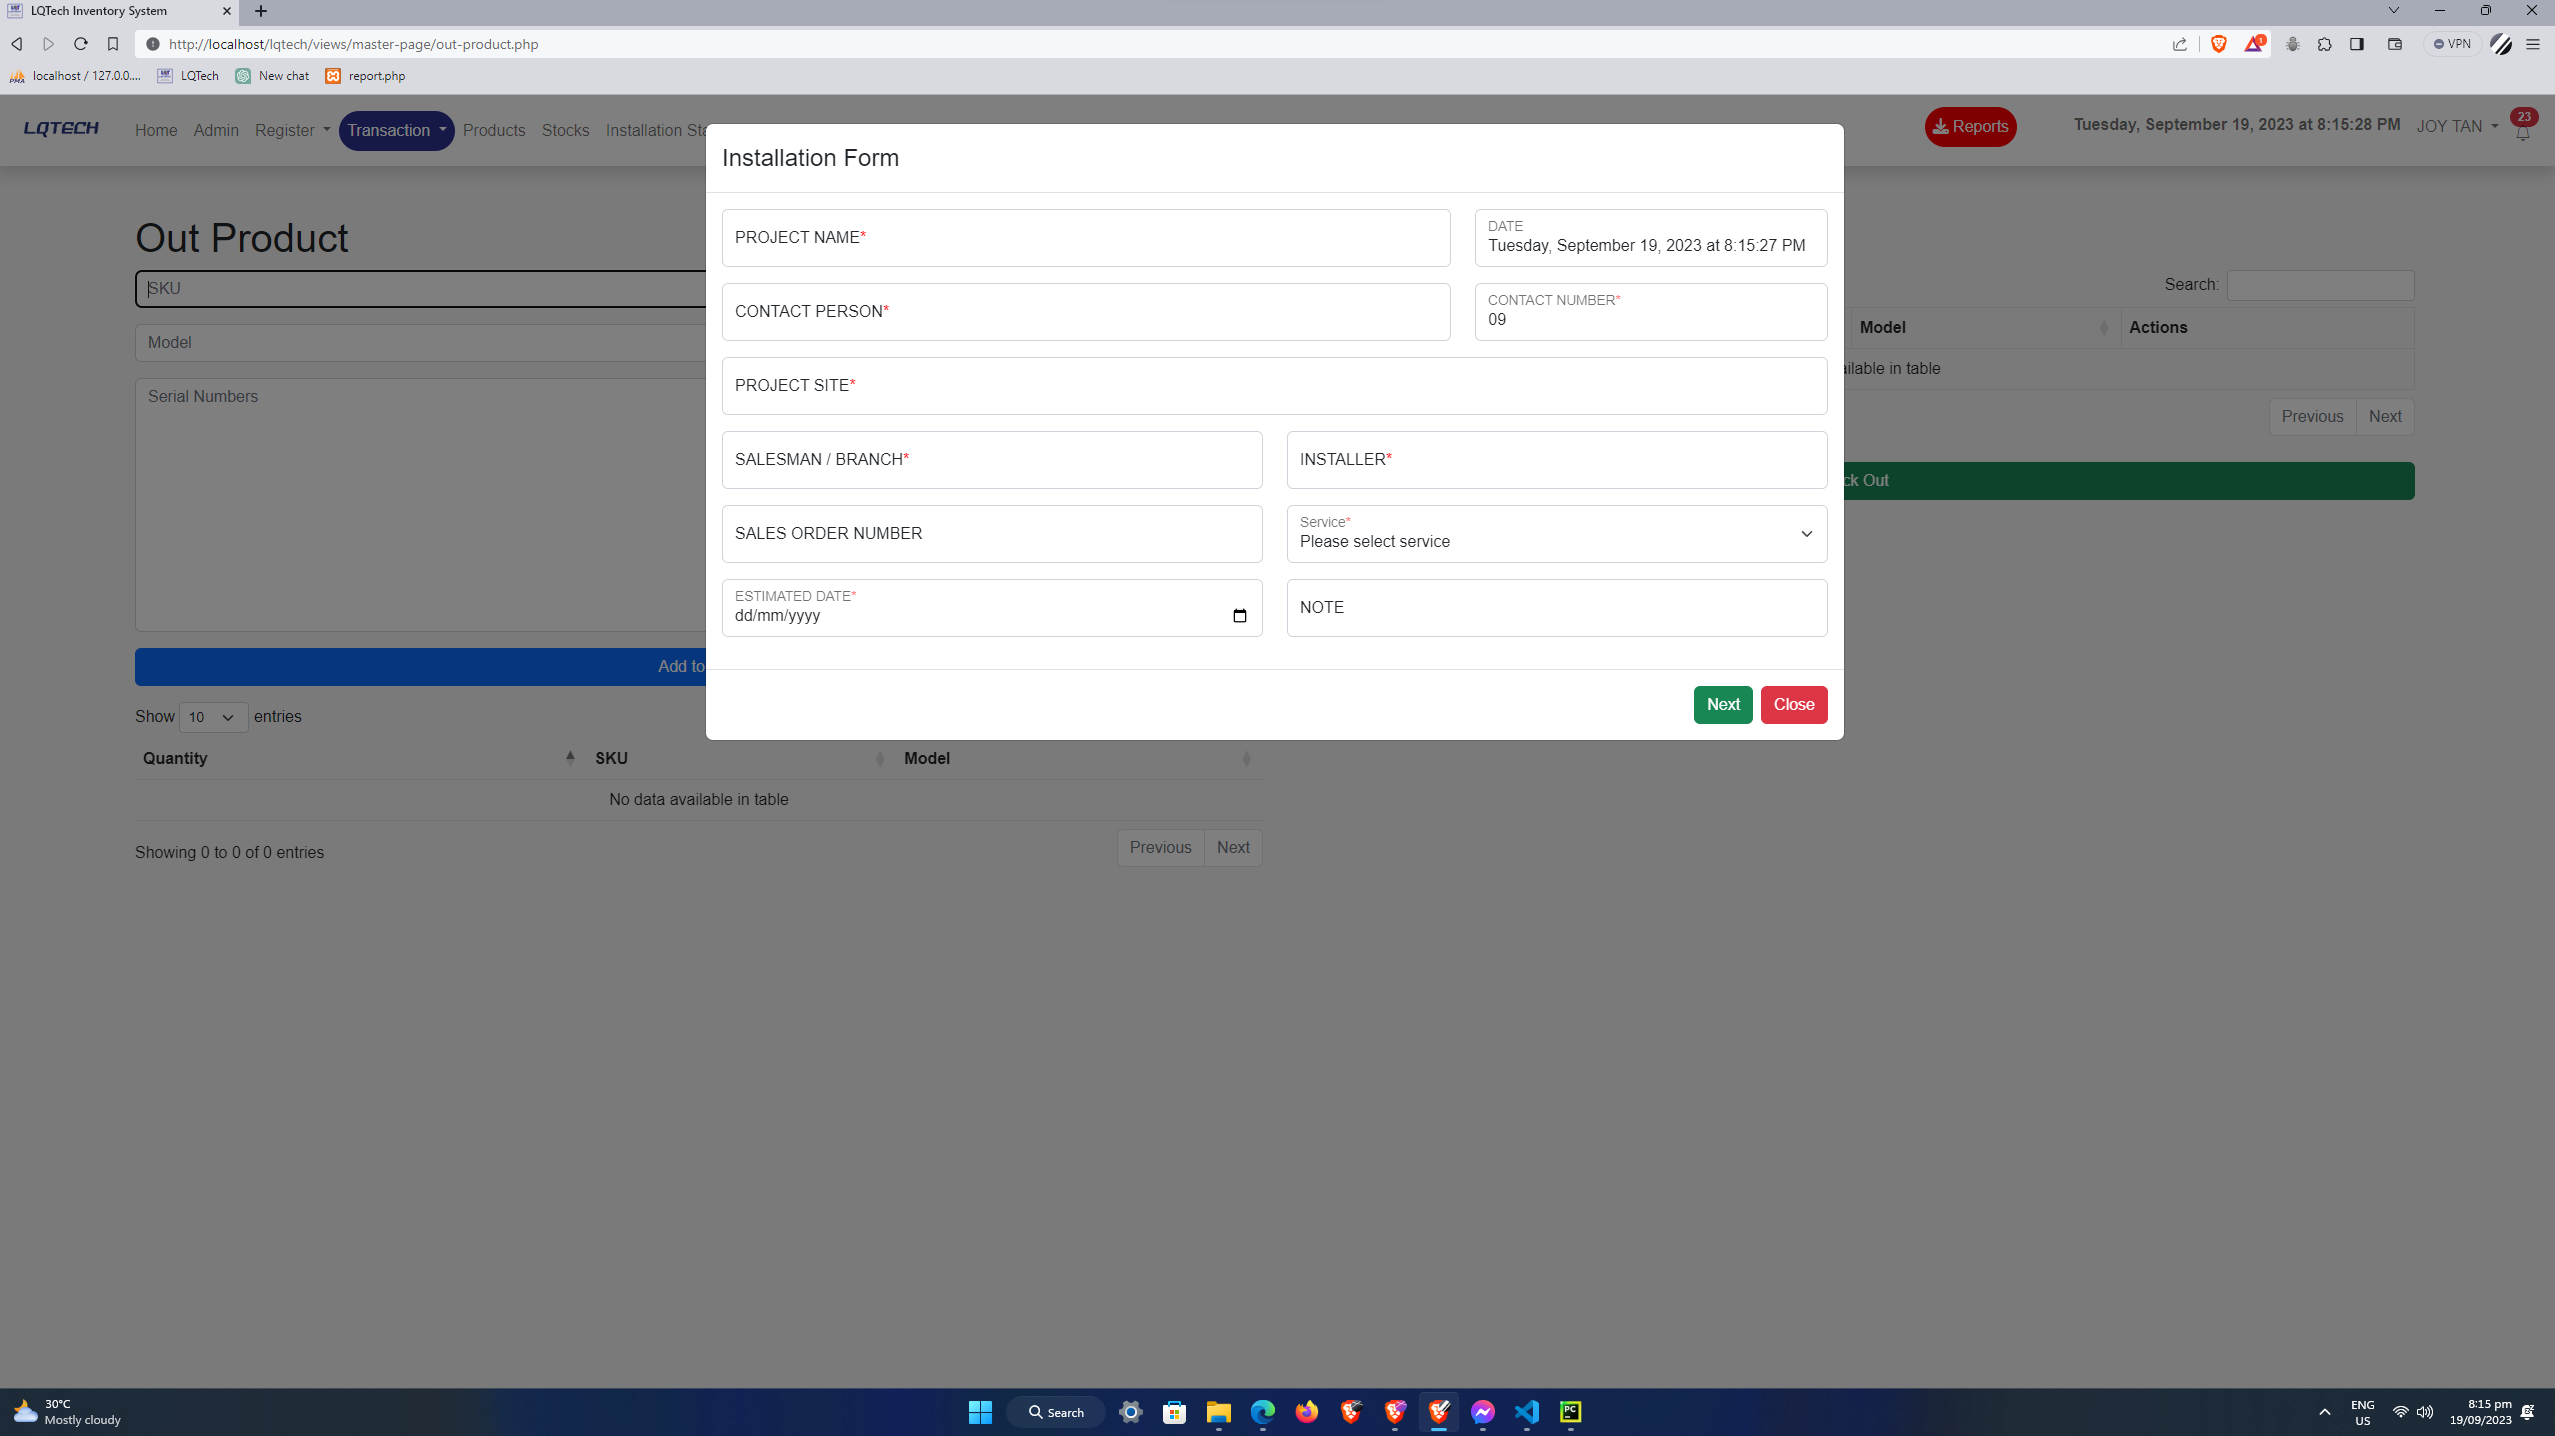 LQTech Inventory System
http://localhost/lqtech/views/master-page/out-product.php
1
VPN
localhost / 127.0.0....
LQTech
New chat
report.php
LQTECH
Home
Admin
Register
Transaction
Products
Stocks
Installation Sta
Reports
Tuesday, September 19, 2023 at 8:15:28 PM
JOY TAN
23
Installation Form
PROJECT NAME*
DATE
Tuesday, September 19, 2023 at 8:15:27 PM
CONTACT PERSON*
CONTACT NUMBER*
09
PROJECT SITE*
SALESMAN / BRANCH*
INSTALLER*
SALES ORDER NUMBER
Service*
Please select service
ESTIMATED DATE*
dd/mm/yyyy
NOTE
Next
Close
Out Product
SKU
Model
Serial Numbers
Add to
Show 10 entries
Quantity
SKU
Model
No data available in table
Showing 0 to 0 of 0 entries
Previous
Next
Search:
Model
Actions
ailable in table
Previous
Next
ck Out
30°C
Mostly cloudy
Search
PC
ENG
US
8:15 pm
19/09/2023